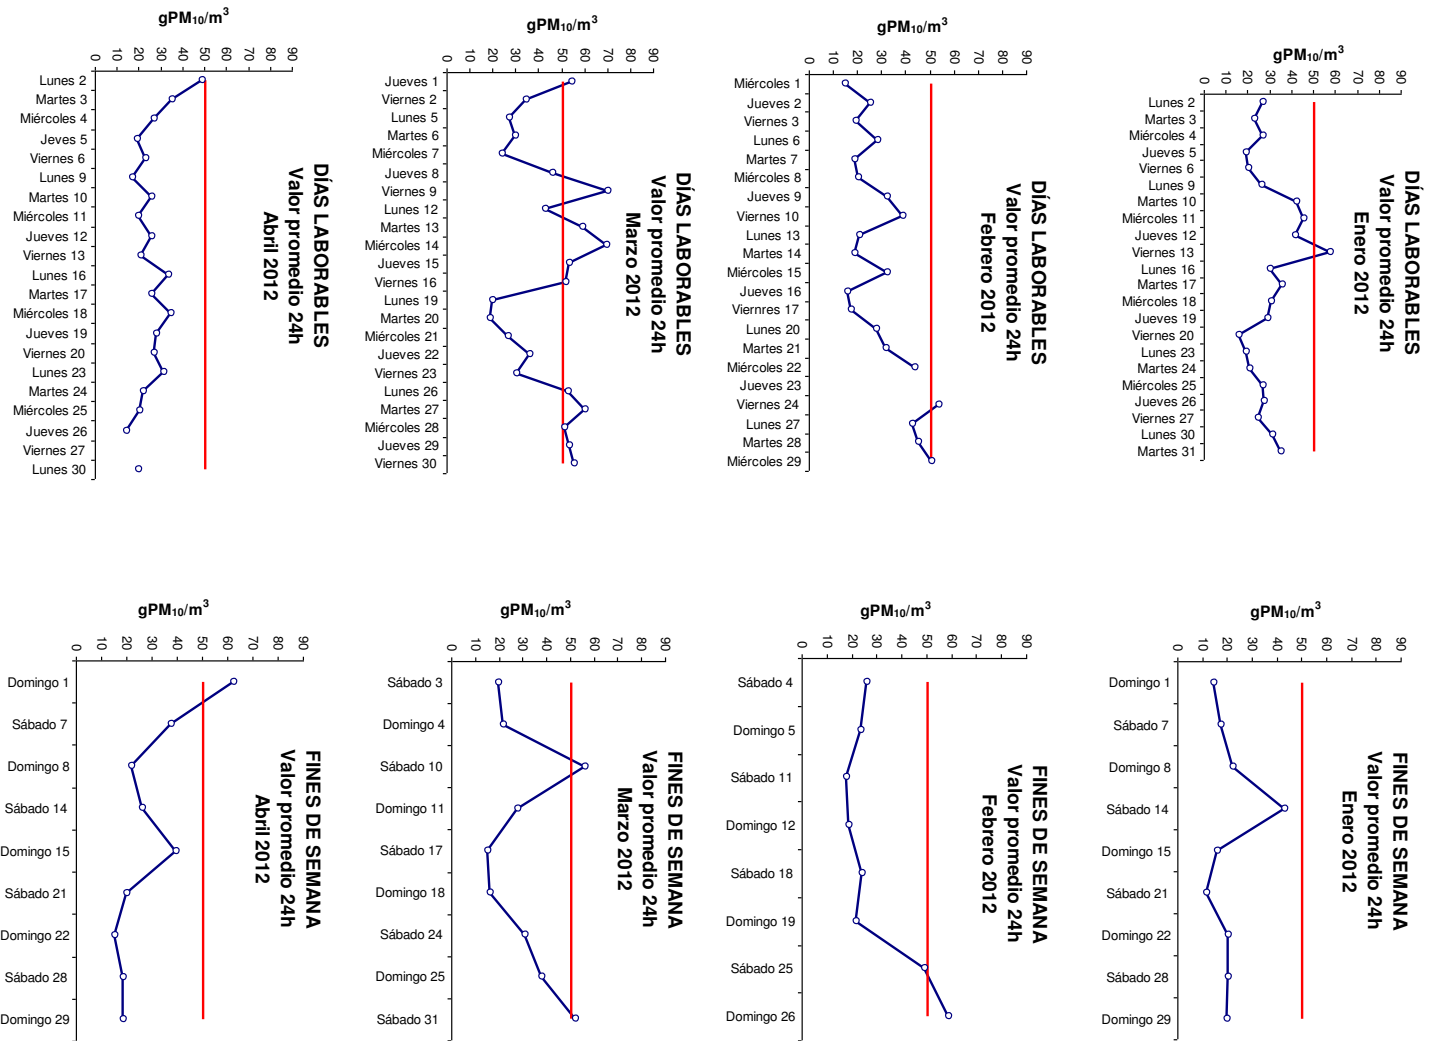 gPM10/m3
0 10 20 30 40 50 60 70 80 90
Lunes 2
Martes 3
Miércoles 4
Jeves 5
Viernes 6
Lunes 9
Martes 10
Miércoles 11
Jueves 12
Viernes 13
Lunes 16
Martes 17
Miércoles 18
Jueves 19
Viernes 20
Lunes 23
Martes 24
Miércoles 25
Jueves 26
Viernes 27
Lunes 30
DÍAS LABORABLES
Valor promedio 24h
Abril 2012
gPM10/m3
0 10 20 30 40 50 60 70 80 90
Jueves 1
Viernes 2
Lunes 5
Martes 6
Miércoles 7
Jueves 8
Viernes 9
Lunes 12
Martes 13
Miércoles 14
Jueves 15
Viernes 16
Lunes 19
Martes 20
Miércoles 21
Jueves 22
Viernes 23
Lunes 26
Martes 27
Miércoles 28
Jueves 29
Viernes 30
DÍAS LABORABLES
Valor promedio 24h
Marzo 2012
gPM10/m3
0 10 20 30 40 50 60 70 80 90
Miércoles 1
Jueves 2
Viernes 3
Lunes 6
Martes 7
Miércoles 8
Jueves 9
Viernes 10
Lunes 13
Martes 14
Miércoles 15
Jueves 16
Viernres 17
Lunes 20
Martes 21
Miércoles 22
Jueves 23
Viernes 24
Lunes 27
Martes 28
Miércoles 29
DÍAS LABORABLES
Valor promedio 24h
Febrero 2012
gPM10/m3
0 10 20 30 40 50 60 70 80 90
Lunes 2
Martes 3
Miércoles 4
Jueves 5
Viernes 6
Lunes 9
Martes 10
Miércoles 11
Jueves 12
Viernes 13
Lunes 16
Martes 17
Miércoles 18
Jueves 19
Viernes 20
Lunes 23
Martes 24
Miércoles 25
Jueves 26
Viernes 27
Lunes 30
Martes 31
DÍAS LABORABLES
Valor promedio 24h
Enero 2012
gPM10/m3
0 10 20 30 40 50 60 70 80 90
Domingo 1
Sábado 7
Domingo 8
Sábado 14
Domingo 15
Sábado 21
Domingo 22
Sábado 28
Domingo 29
FINES DE SEMANA
Valor promedio 24h
Abril 2012
gPM10/m3
0 10 20 30 40 50 60 70 80 90
Sábado 3
Domingo 4
Sábado 10
Domingo 11
Sábado 17
Domingo 18
Sábado 24
Domingo 25
Sábado 31
FINES DE SEMANA
Valor promedio 24h
Marzo 2012
gPM10/m3
0 10 20 30 40 50 60 70 80 90
Sábado 4
Domingo 5
Sábado 11
Domingo 12
Sábado 18
Domingo 19
Sábado 25
Domingo 26
FINES DE SEMANA
Valor promedio 24h
Febrero 2012
gPM10/m3
0 10 20 30 40 50 60 70 80 90
Domingo 1
Sábado 7
Domingo 8
Sábado 14
Domingo 15
Sábado 21
Domingo 22
Sábado 28
Domingo 29
FINES DE SEMANA
Valor promedio 24h
Enero 2012